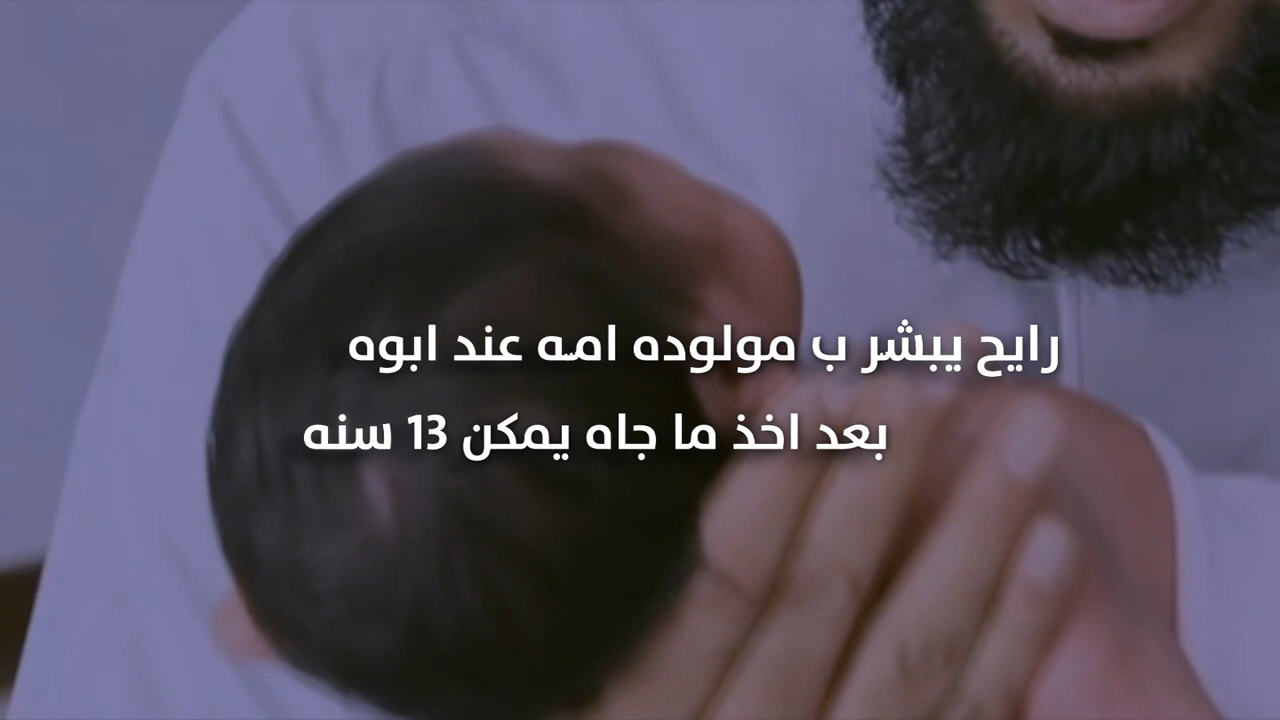 رايح يبشر ب مولوده امه عند ابوه
بعد اخذ ما جاه يمكن 13 سنه